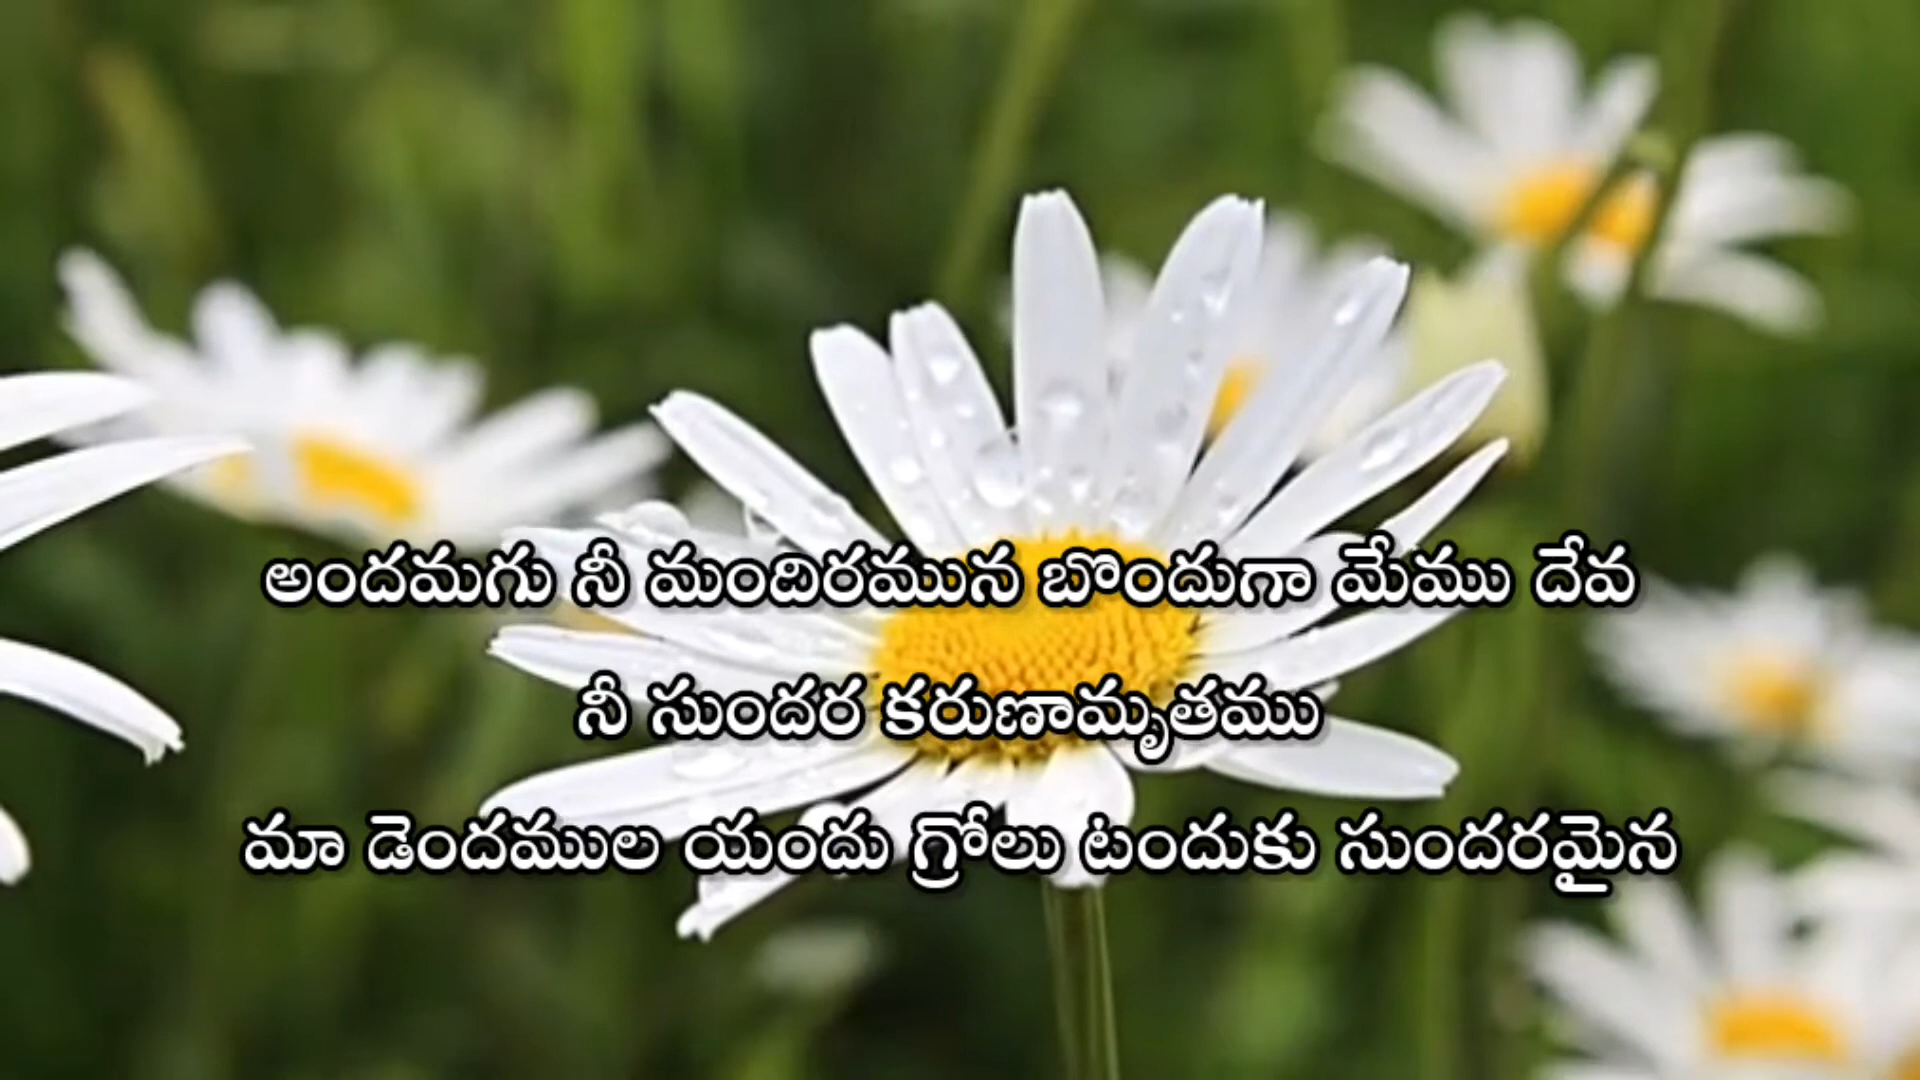 అందమగు నీ మందిరమున బొందుగా మేము దేవ
నీ సుందర కరుణామృతము
మా డెందముల యందు గ్రోలు టందుకు సుందరమైన